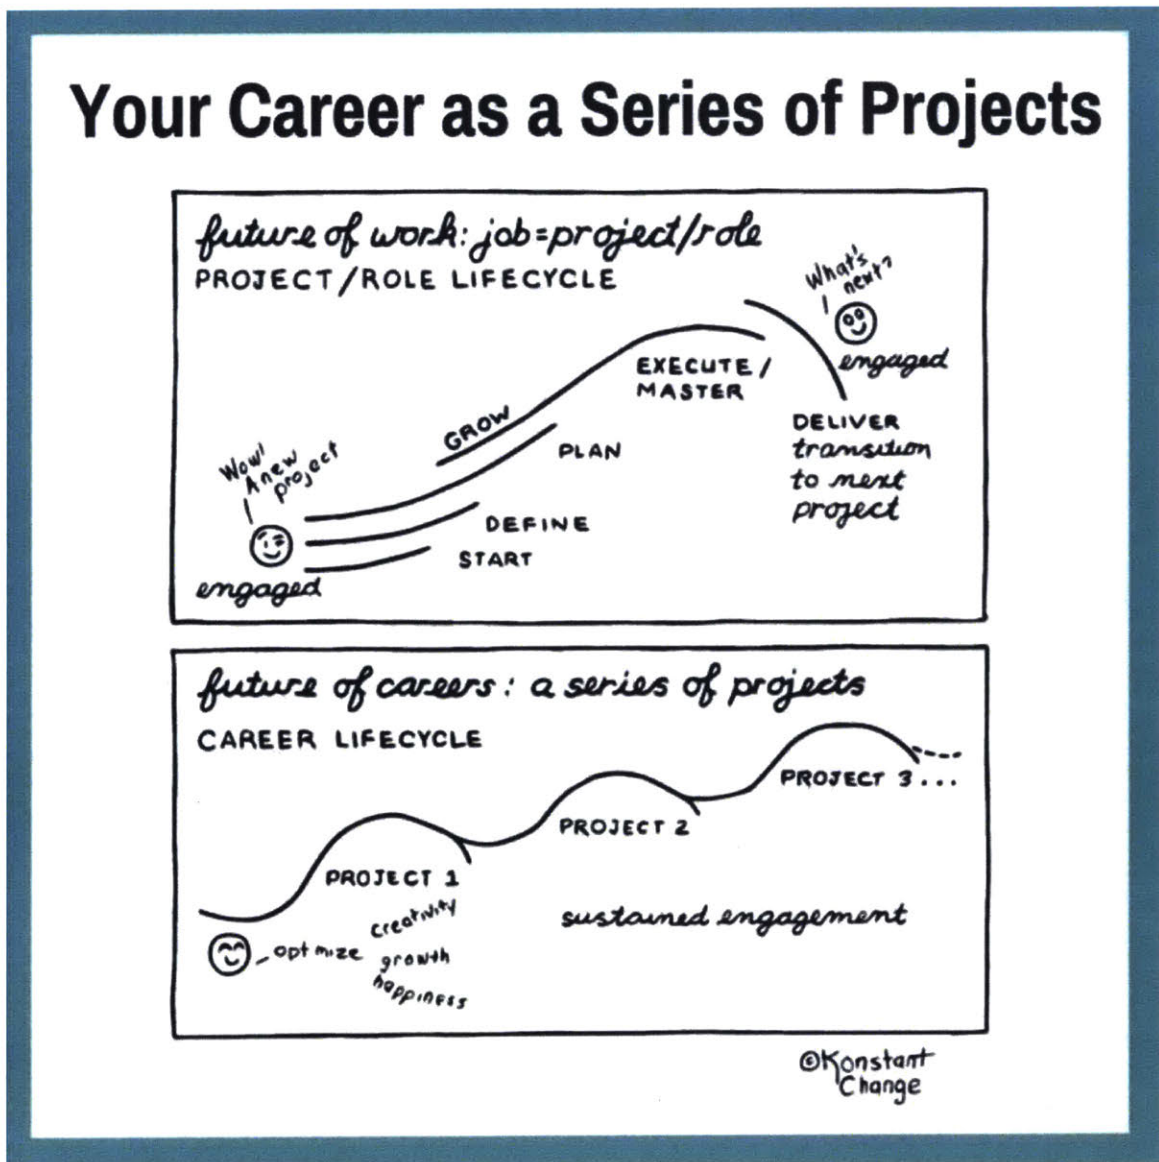 Your Career as a Series of Projects
future of work: job=project/role
PROJECT/ROLE LIFECYCLE
What's
next?
engaged
EXECUTE/
MASTER
GROW
DELIVER
transition
to next
project
PLAN
Wow!
A new
project
DEFINE
START
engaged
future of careers: a series of projects
CAREER LIFECYCLE
PROJECT 3...
PROJECT 2
PROJECT 1
creativity
sustained engagement
optmize
growth
happiness
©Konstant
Change